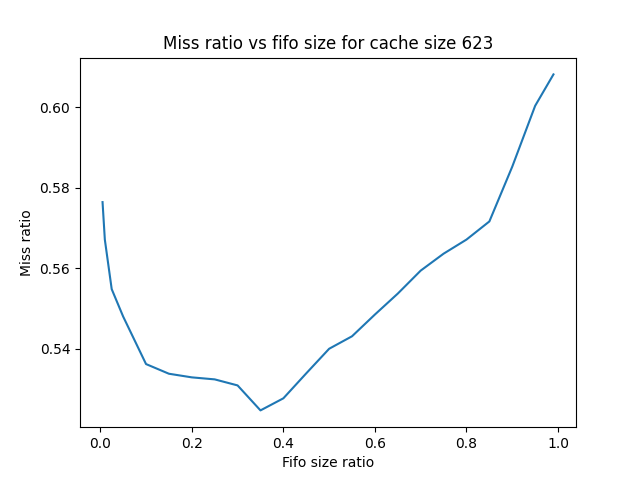 Miss ratio vs fifo size for cache size 623
0.60
0.58
0.56
0.54
Miss ratio
0.0 0.2 0.4 0.6 0.8 1.0
Fifo size ratio